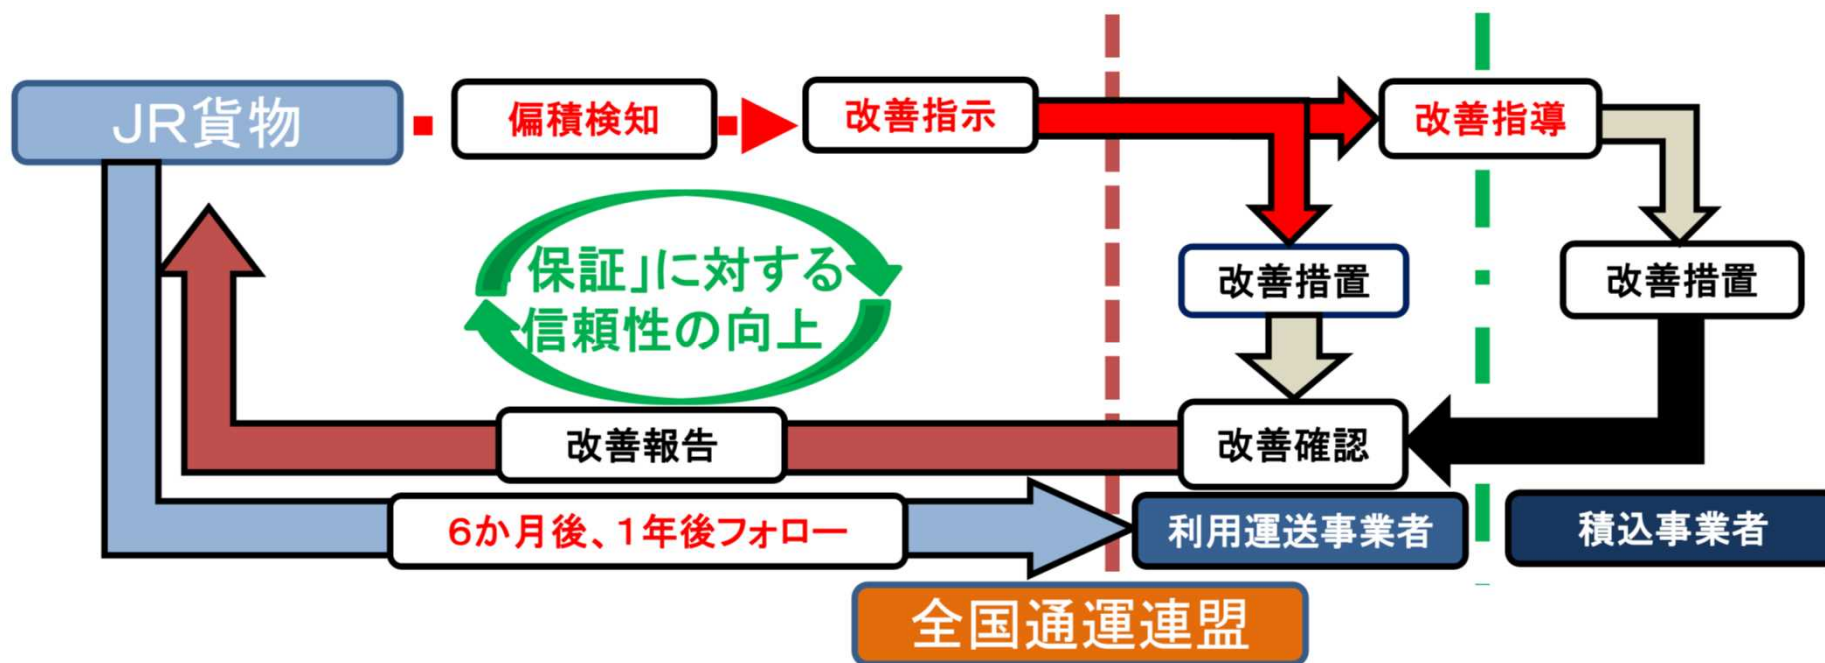 JR貨物
偏積検知
改善指示
改善指導
「保証」に対する
信頼性の向上
改善措置
改善措置
改善報告
改善確認
6か月後、1年後フォロー
利用運送事業者
積込事業者
全国通運連盟